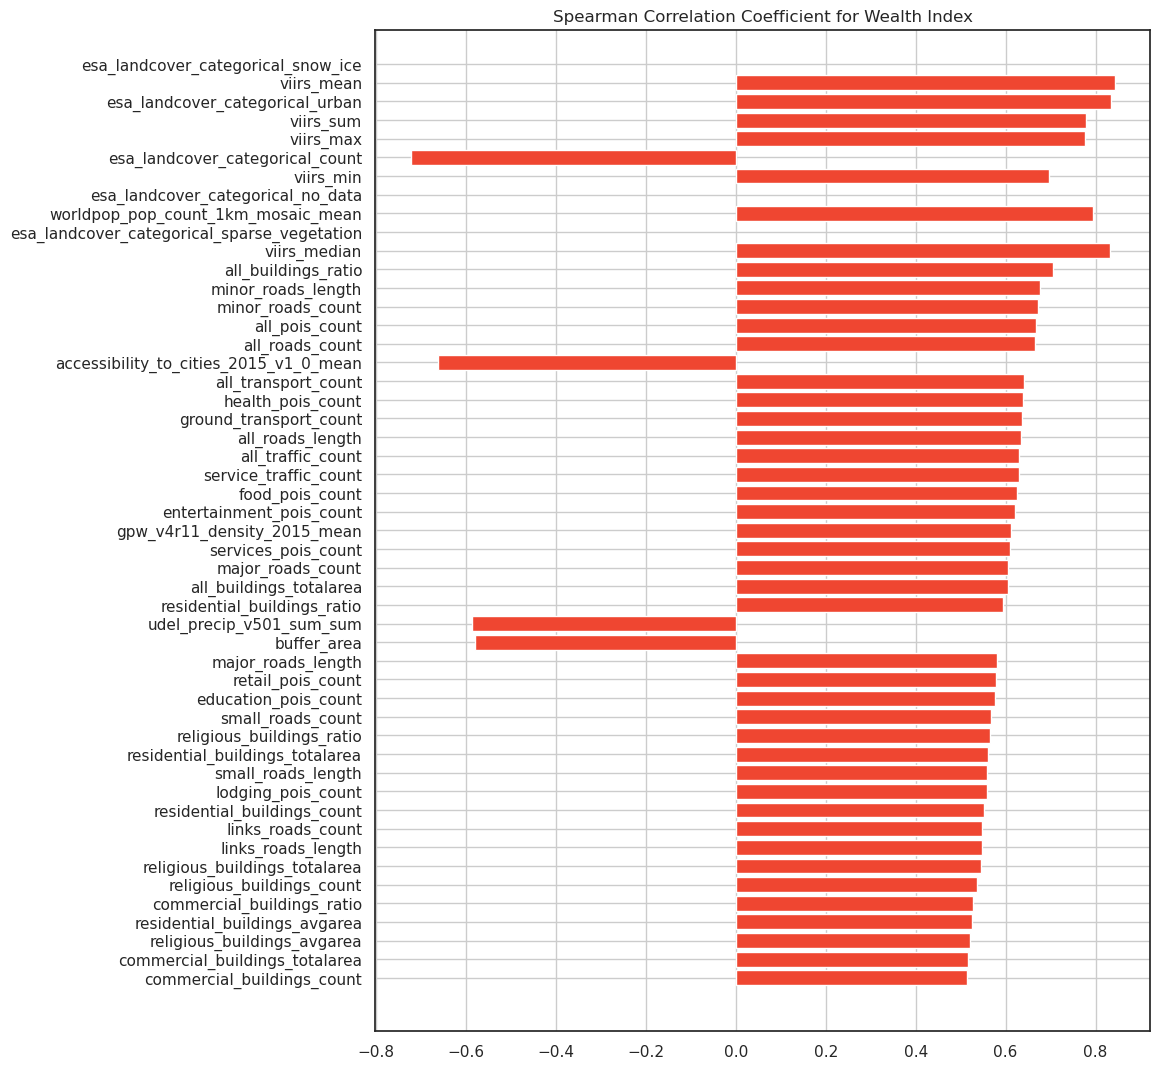 Spearman Correlation Coefficient for Wealth Index
esa_landcover_categorical_snow_ice
viirs_mean
esa_landcover_categorical_urban
viirs_sum
viirs_max
esa_landcover_categorical_count
viirs_min
esa_landcover_categorical_no_data
worldpop_pop_count_1km_mosaic_mean
esa_landcover_categorical_sparse_vegetation
viirs_median
all_buildings_ratio
minor_roads_length
minor_roads_count
all_pois_count
all_roads_count
accessibility_to_cities_2015_v1_0_mean
all_transport_count
health_pois_count
ground_transport_count
all_roads_length
all_traffic_count
service_traffic_count
food_pois_count
entertainment_pois_count
gpw_v4r11_density_2015_mean
services_pois_count
major_roads_count
all_buildings_totalarea
residential_buildings_ratio
udel_precip_v501_sum_sum
buffer_area
major_roads_length
retail_pois_count
education_pois_count
small_roads_count
religious_buildings_ratio
residential_buildings_totalarea
small_roads_length
lodging_pois_count
residential_buildings_count
links_roads_count
links_roads_length
religious_buildings_totalarea
religious_buildings_count
commercial_buildings_ratio
residential_buildings_avgarea
religious_buildings_avgarea
commercial_buildings_totalarea
commercial_buildings_count
−0.8 −0.6 −0.4 −0.2 0.0 0.2 0.4 0.6 0.8